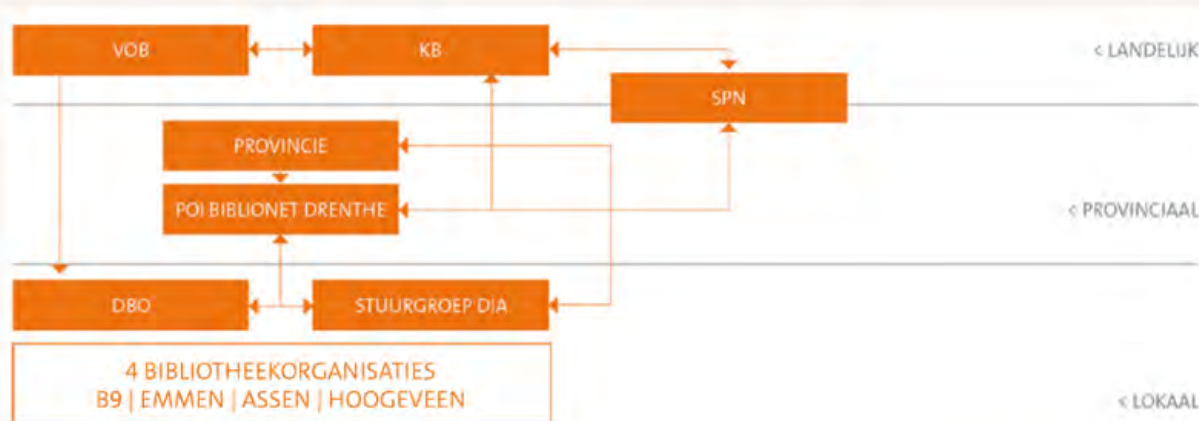 VOB
KB
< LANDELIJK
SPN
PROVINCIE
POI BIBLIONET DRENTHE
< PROVINCIAAL
DBO
STUURGROEP DIA
4 BIBLIOTHEEKORGANISATIES
B9 | EMMEN | ASSEN | HOOGEVEEN
< LOKAAL